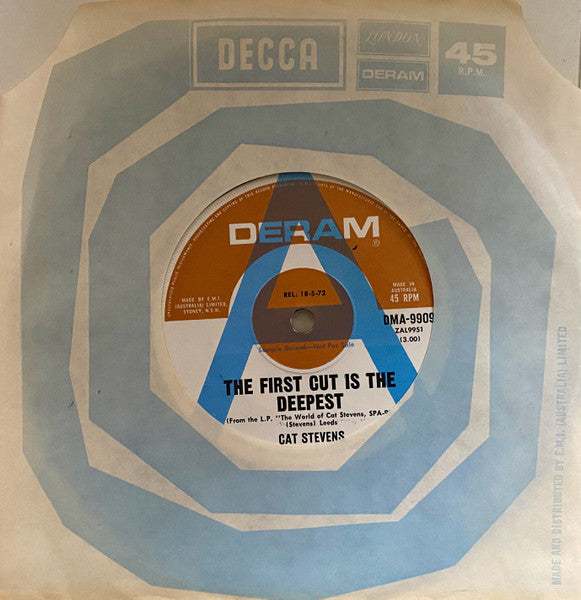 DECCA
LONDON
DERAM
45
R.P.M.
DERAM
®
REL: 18-5-72
MADE BY E.M.I.
(AUSTRALIA) LIMITED,
SYDNEY, N.S.W.
MADE IN
AUSTRALIA
45 RPM
DMA-9909
ZAL9951
(3.00)
Sample Record—Not For Sale
THE FIRST CUT IS THE
DEEPEST
(From the L.P. "The World of Cat Stevens, SPA-
(Stevens) Leeds
CAT STEVENS
MADE AND DISTRIBUTED BY E.M.I. (AUSTRALIA) LIMITED